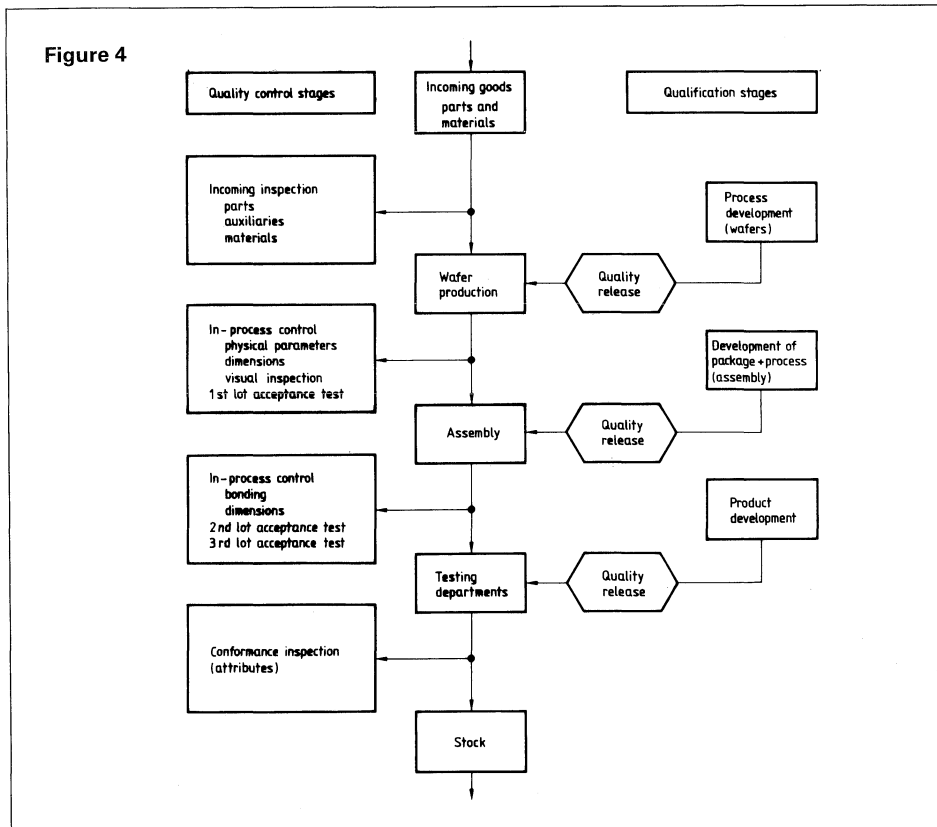 Figure 4
Quality control stages
Incoming goods
parts and
materials
Qualification stages
Incoming inspection
parts
auxiliaries
materials
Process
development
(wafers)
Wafer
production
Quality
release
In-process control
physical parameters
dimensions
visual inspection
1st lot acceptance test
Development of
package + process
(assembly)
Assembly
Quality
release
In-process control
bonding
dimensions
2nd lot acceptance test
3rd lot acceptance test
Product
development
Testing
departments
Quality
release
Conformance inspection
(attributes)
Stock